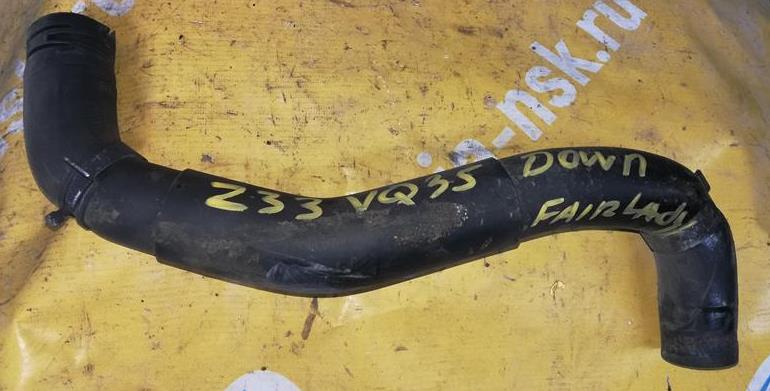 Z33 VQ35 DOWN
FAIRLADY
-nsk.ru